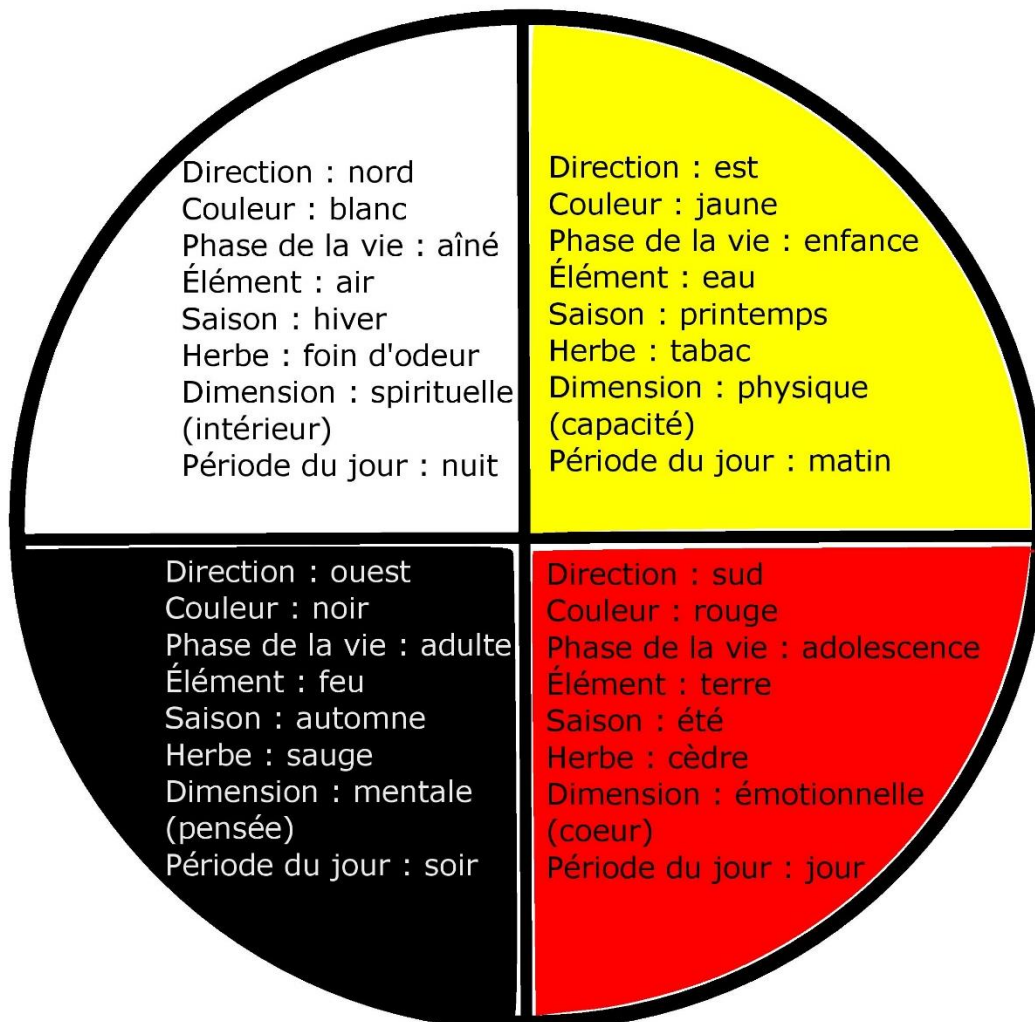 Direction : nord
Couleur : blanc
Phase de la vie : aîné
Élément : air
Saison : hiver
Herbe : foin d'odeur
Dimension : spirituelle
(intérieur)
Période du jour : nuit
Direction : est
Couleur : jaune
Phase de la vie : enfance
Élément : eau
Saison : printemps
Herbe : tabac
Dimension : physique
(capacité)
Période du jour : matin
Direction : ouest
Couleur : noir
Phase de la vie : adulte
Élément : feu
Saison : automne
Herbe : sauge
Dimension : mentale
(pensée)
Période du jour : soir
Direction : sud
Couleur : rouge
Phase de la vie : adolescence
Élément : terre
Saison : été
Herbe : cèdre
Dimension : émotionnelle
(coeur)
Période du jour : jour